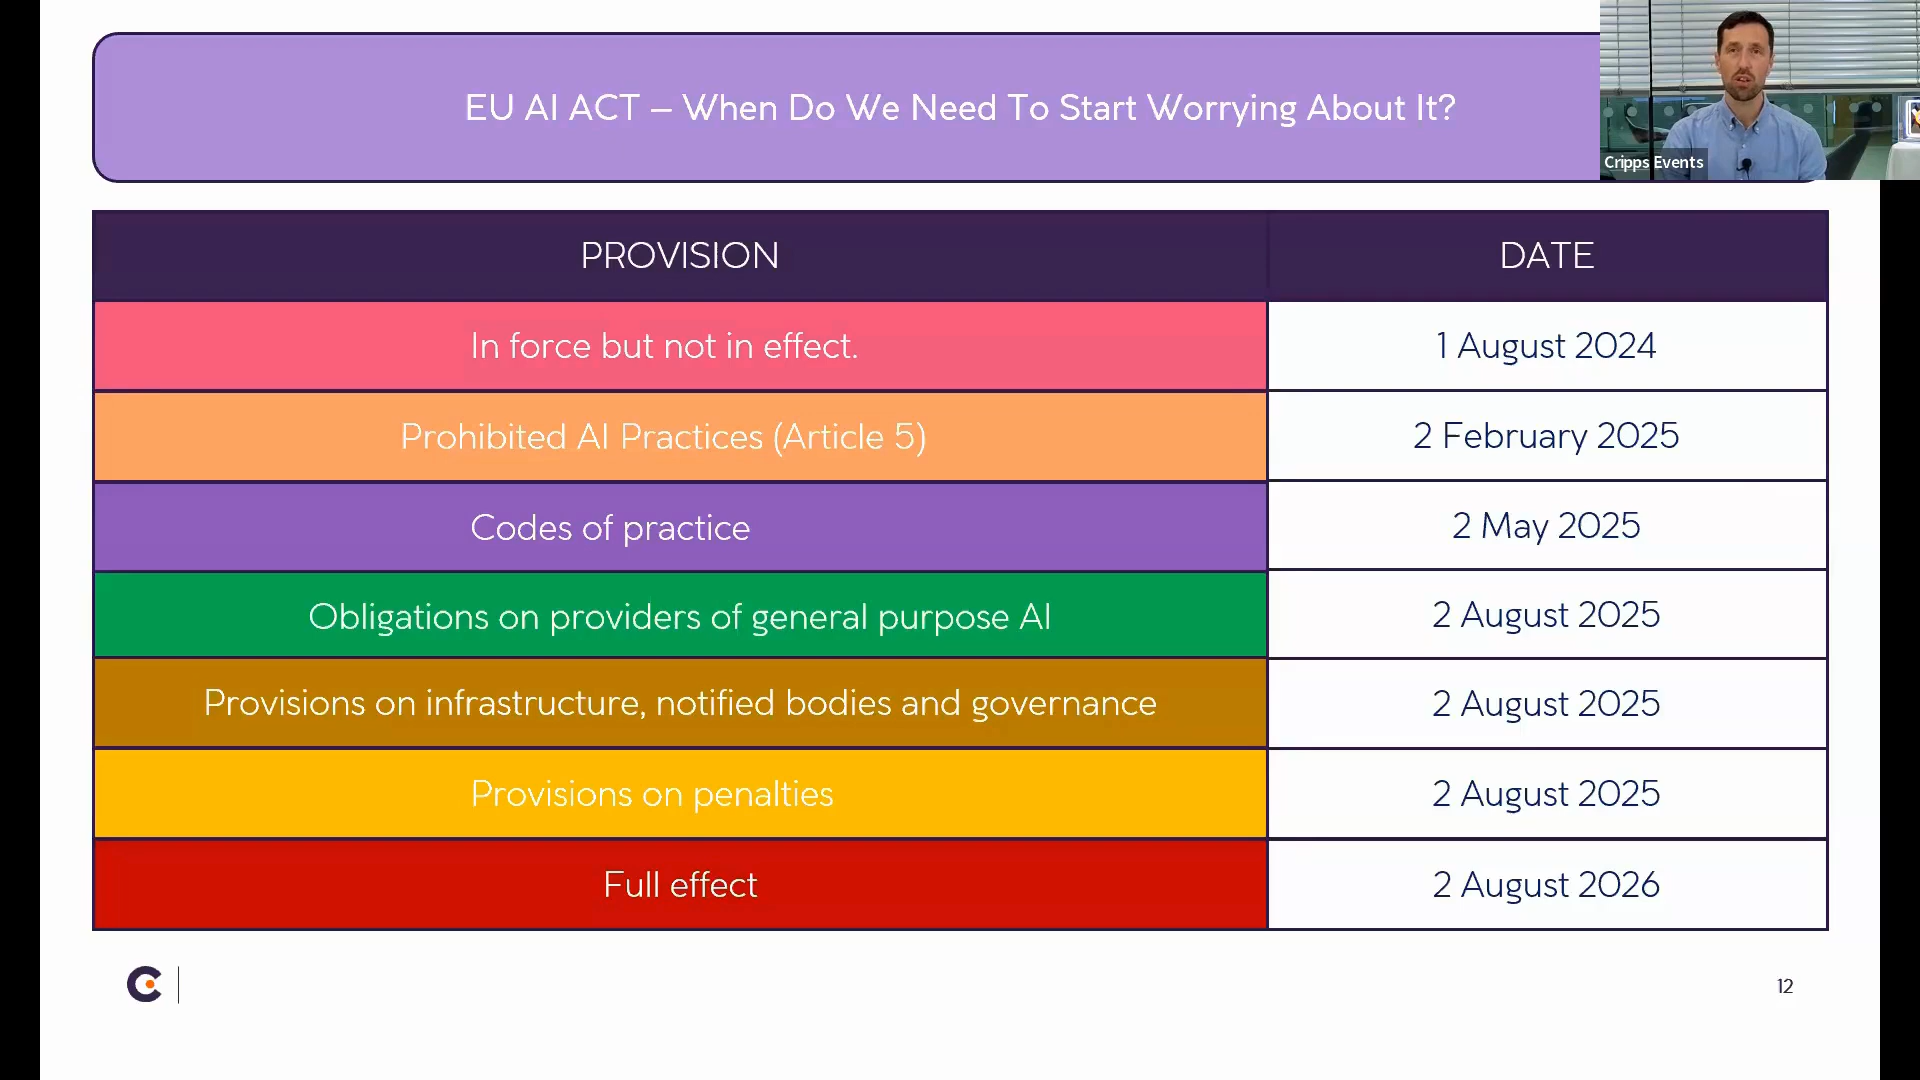 EU AI ACT – When Do We Need To Start Worrying About It?
Cripps Events
PROVISION DATE
In force but not in effect. 1 August 2024
Prohibited AI Practices (Article 5) 2 February 2025
Codes of practice 2 May 2025
Obligations on providers of general purpose AI 2 August 2025
Provisions on infrastructure, notified bodies and governance 2 August 2025
Provisions on penalties 2 August 2025
Full effect 2 August 2026
12